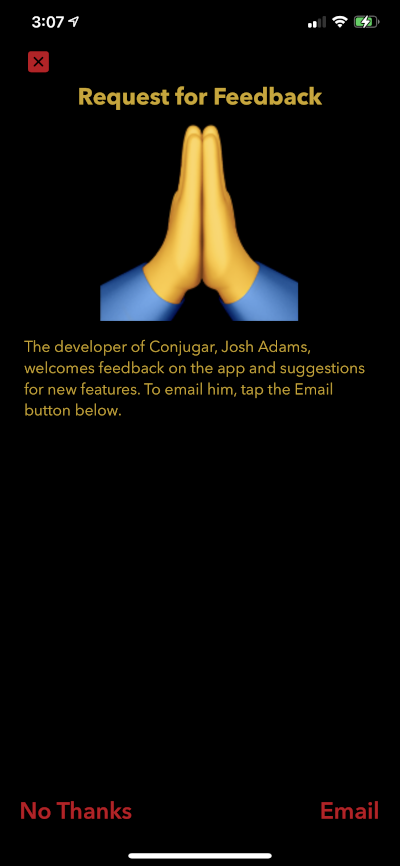 3:07
Request for Feedback
The developer of Conjugar, Josh Adams,
welcomes feedback on the app and suggestions
for new features. To email him, tap the Email
button below.
No Thanks
Email